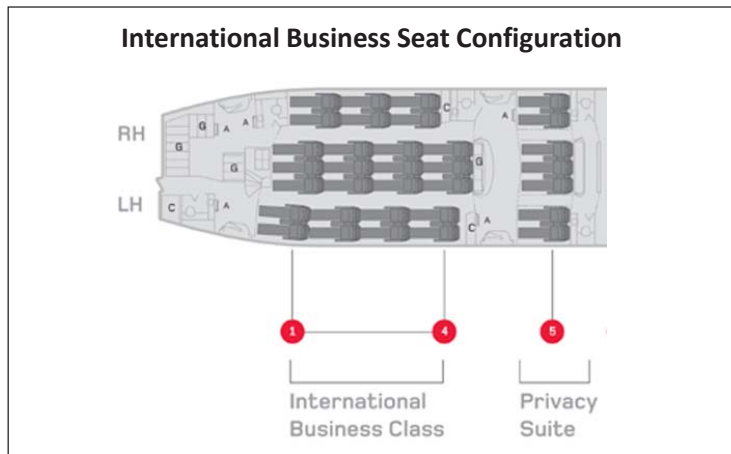 International Business Seat Configuration
C
A
A
A
G
RH
G
G
G
LH
C
A
A
C
1
4
5
International
Business Class
Privacy
Suite